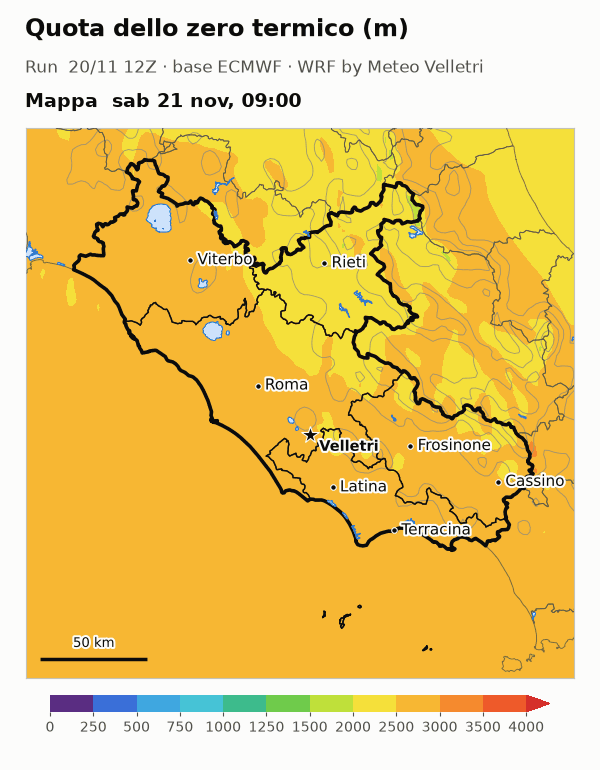 Quota dello zero termico (m)
Run  20/11 12Z · base ECMWF · WRF by Meteo Velletri
Mappa  sab 21 nov, 09:00
Viterbo
Rieti
Roma
Velletri
Frosinone
Latina
Cassino
Terracina
50 km
0 250 500 750 1000 1250 1500 2000 2500 3000 3500 4000